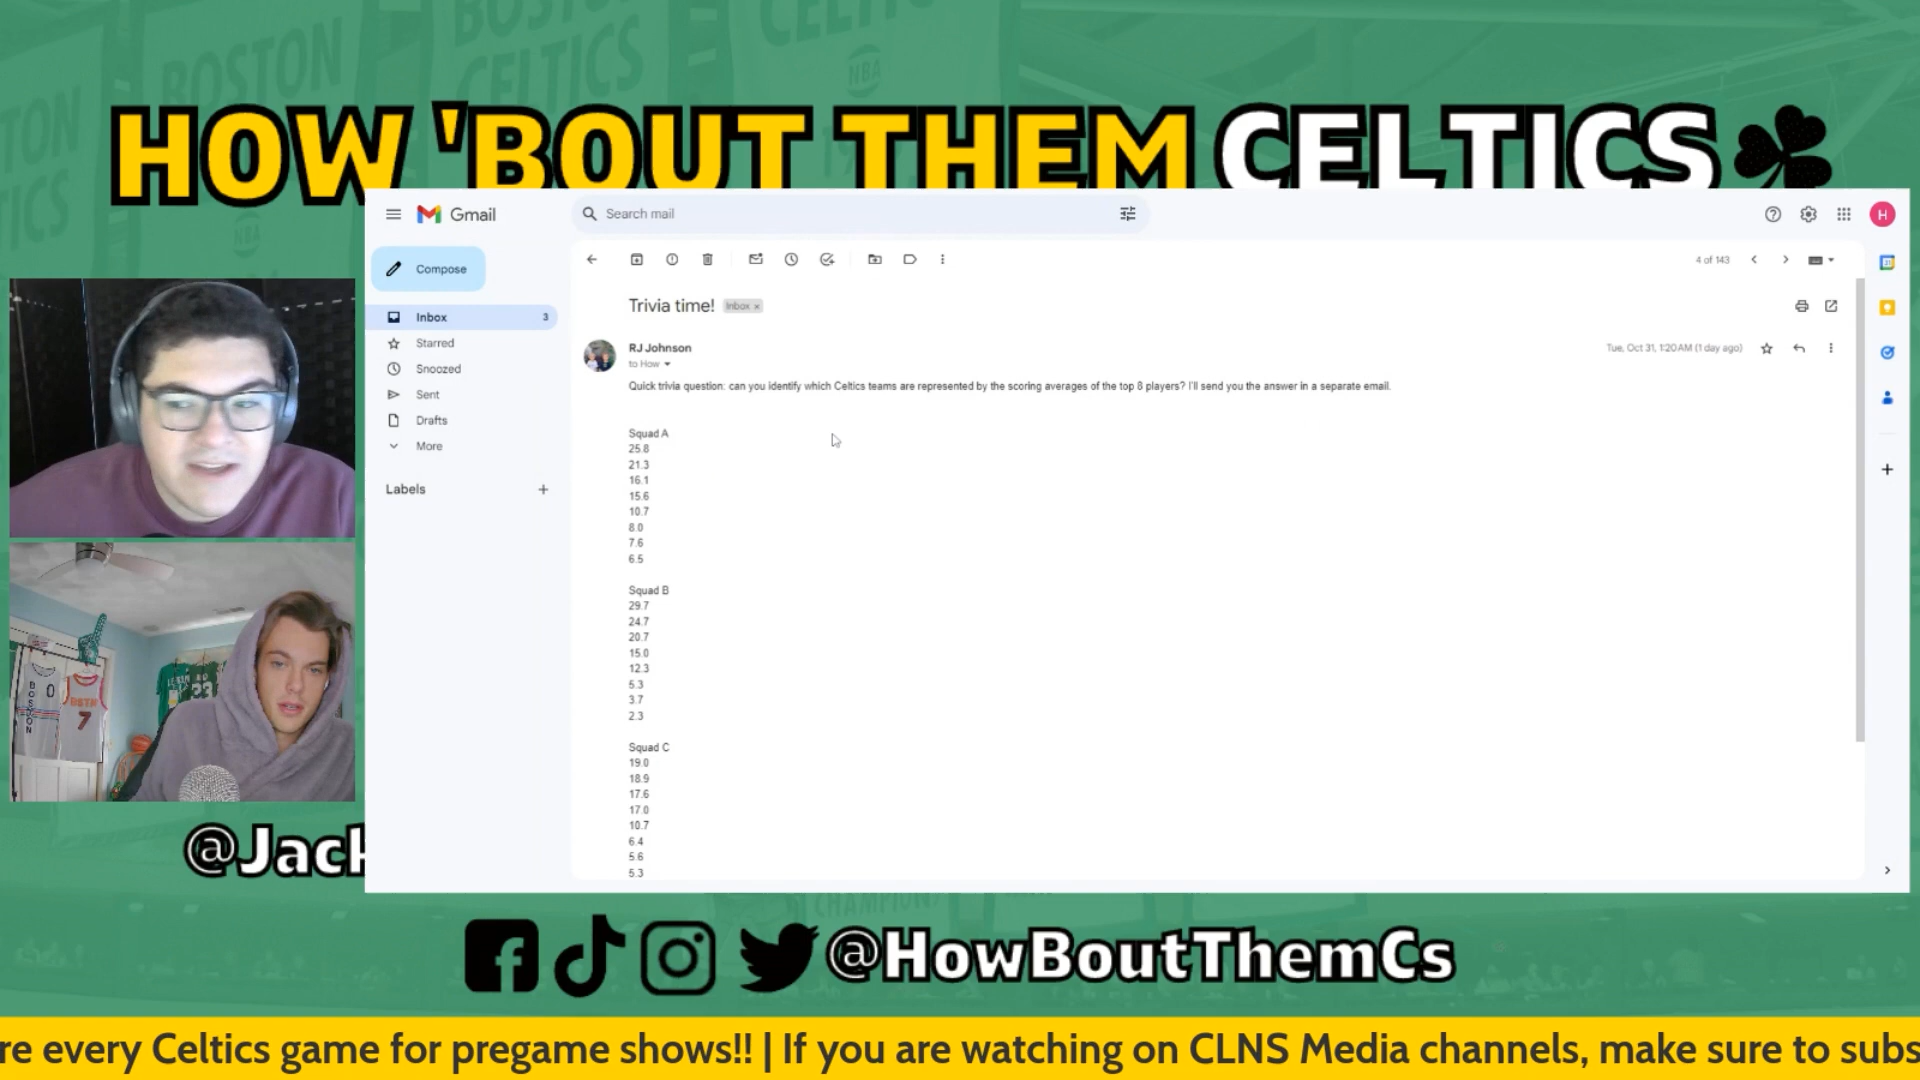 HOW 'BOUT THEM CELTICS
BOSTON
CELTICS
NBA
Gmail
Search mail
H
Compose
4 of 143
Inbox 3
Starred
Snoozed
Sent
Drafts
More
Labels
Trivia time! Inbox x
RJ Johnson
Tue, Oct 31, 1:20 AM (1 day ago)
to How
Quick trivia question: can you identify which Celtics teams are represented by the scoring averages of the top 8 players? I'll send you the answer in a separate email.
Squad A
25.8
21.3
16.1
15.6
10.7
8.0
7.6
6.5
Squad B
29.7
24.7
20.7
15.0
12.3
5.3
3.7
2.3
Squad C
19.0
18.9
17.6
17.0
10.7
6.4
5.6
5.3
BOSTON
0
7
33
@Jack
@HowBoutThemCs
re every Celtics game for pregame shows!! | If you are watching on CLNS Media channels, make sure to subs